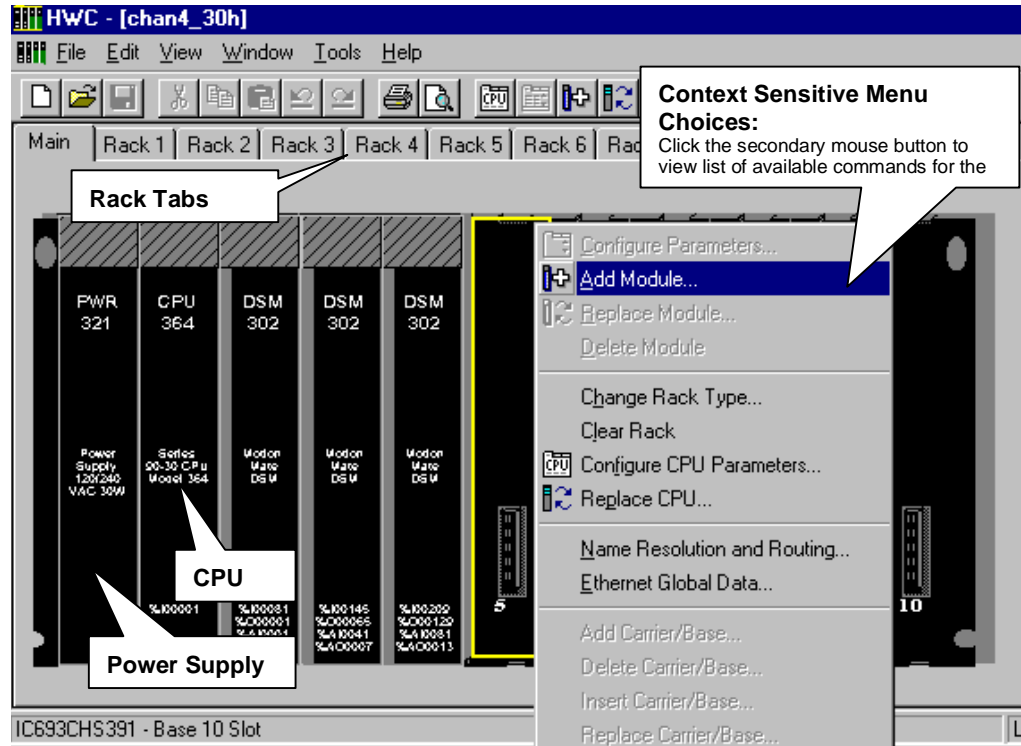 HWC - [chan4_30h]
File Edit View Window Tools Help
CPU
Context Sensitive Menu
Choices:
Click the secondary mouse button to
view list of available commands for the
Main Rack 1 Rack 2 Rack 3 Rack 4 Rack 5 Rack 6
Rack Tabs
PWR
321
CPU
364
DSM
302
DSM
302
DSM
302
Power
Supply
120/240
VAC 30W
Series
90-30 CPU
Model 364
Motion
Mate
DSM
Motion
Mate
DSM
Motion
Mate
DSM
%I00001
%I00081
%Q00001
%AI0001
%I00145
%Q00065
%AI0041
%AQ0007
%I00209
%Q00129
%AI0081
%AQ0013
CPU
Power Supply
5
10
Configure Parameters...
Add Module...
Replace Module...
Delete Module
Change Rack Type...
Clear Rack
CPU Configure CPU Parameters...
Replace CPU...
Name Resolution and Routing...
Ethernet Global Data...
Add Carrier/Base...
Delete Carrier/Base...
Insert Carrier/Base...
Replace Carrier/Base...
IC693CHS391 - Base 10 Slot